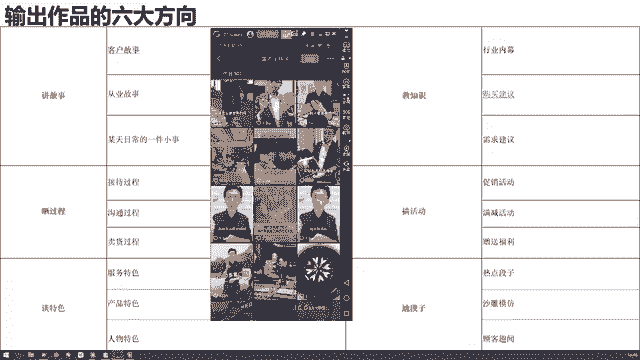 输出作品的六大方向
讲故事
客户故事
从业故事
某天日常的一件小事
晒过程
接待过程
沟通过程
卖货过程
谈特色
服务特色
产品特色
人物特色
教知识
行业内幕
购买建议
需求建议
搞活动
促销活动
满减活动
赠送福利
热点段子
沙雕模仿
顾客趣闻